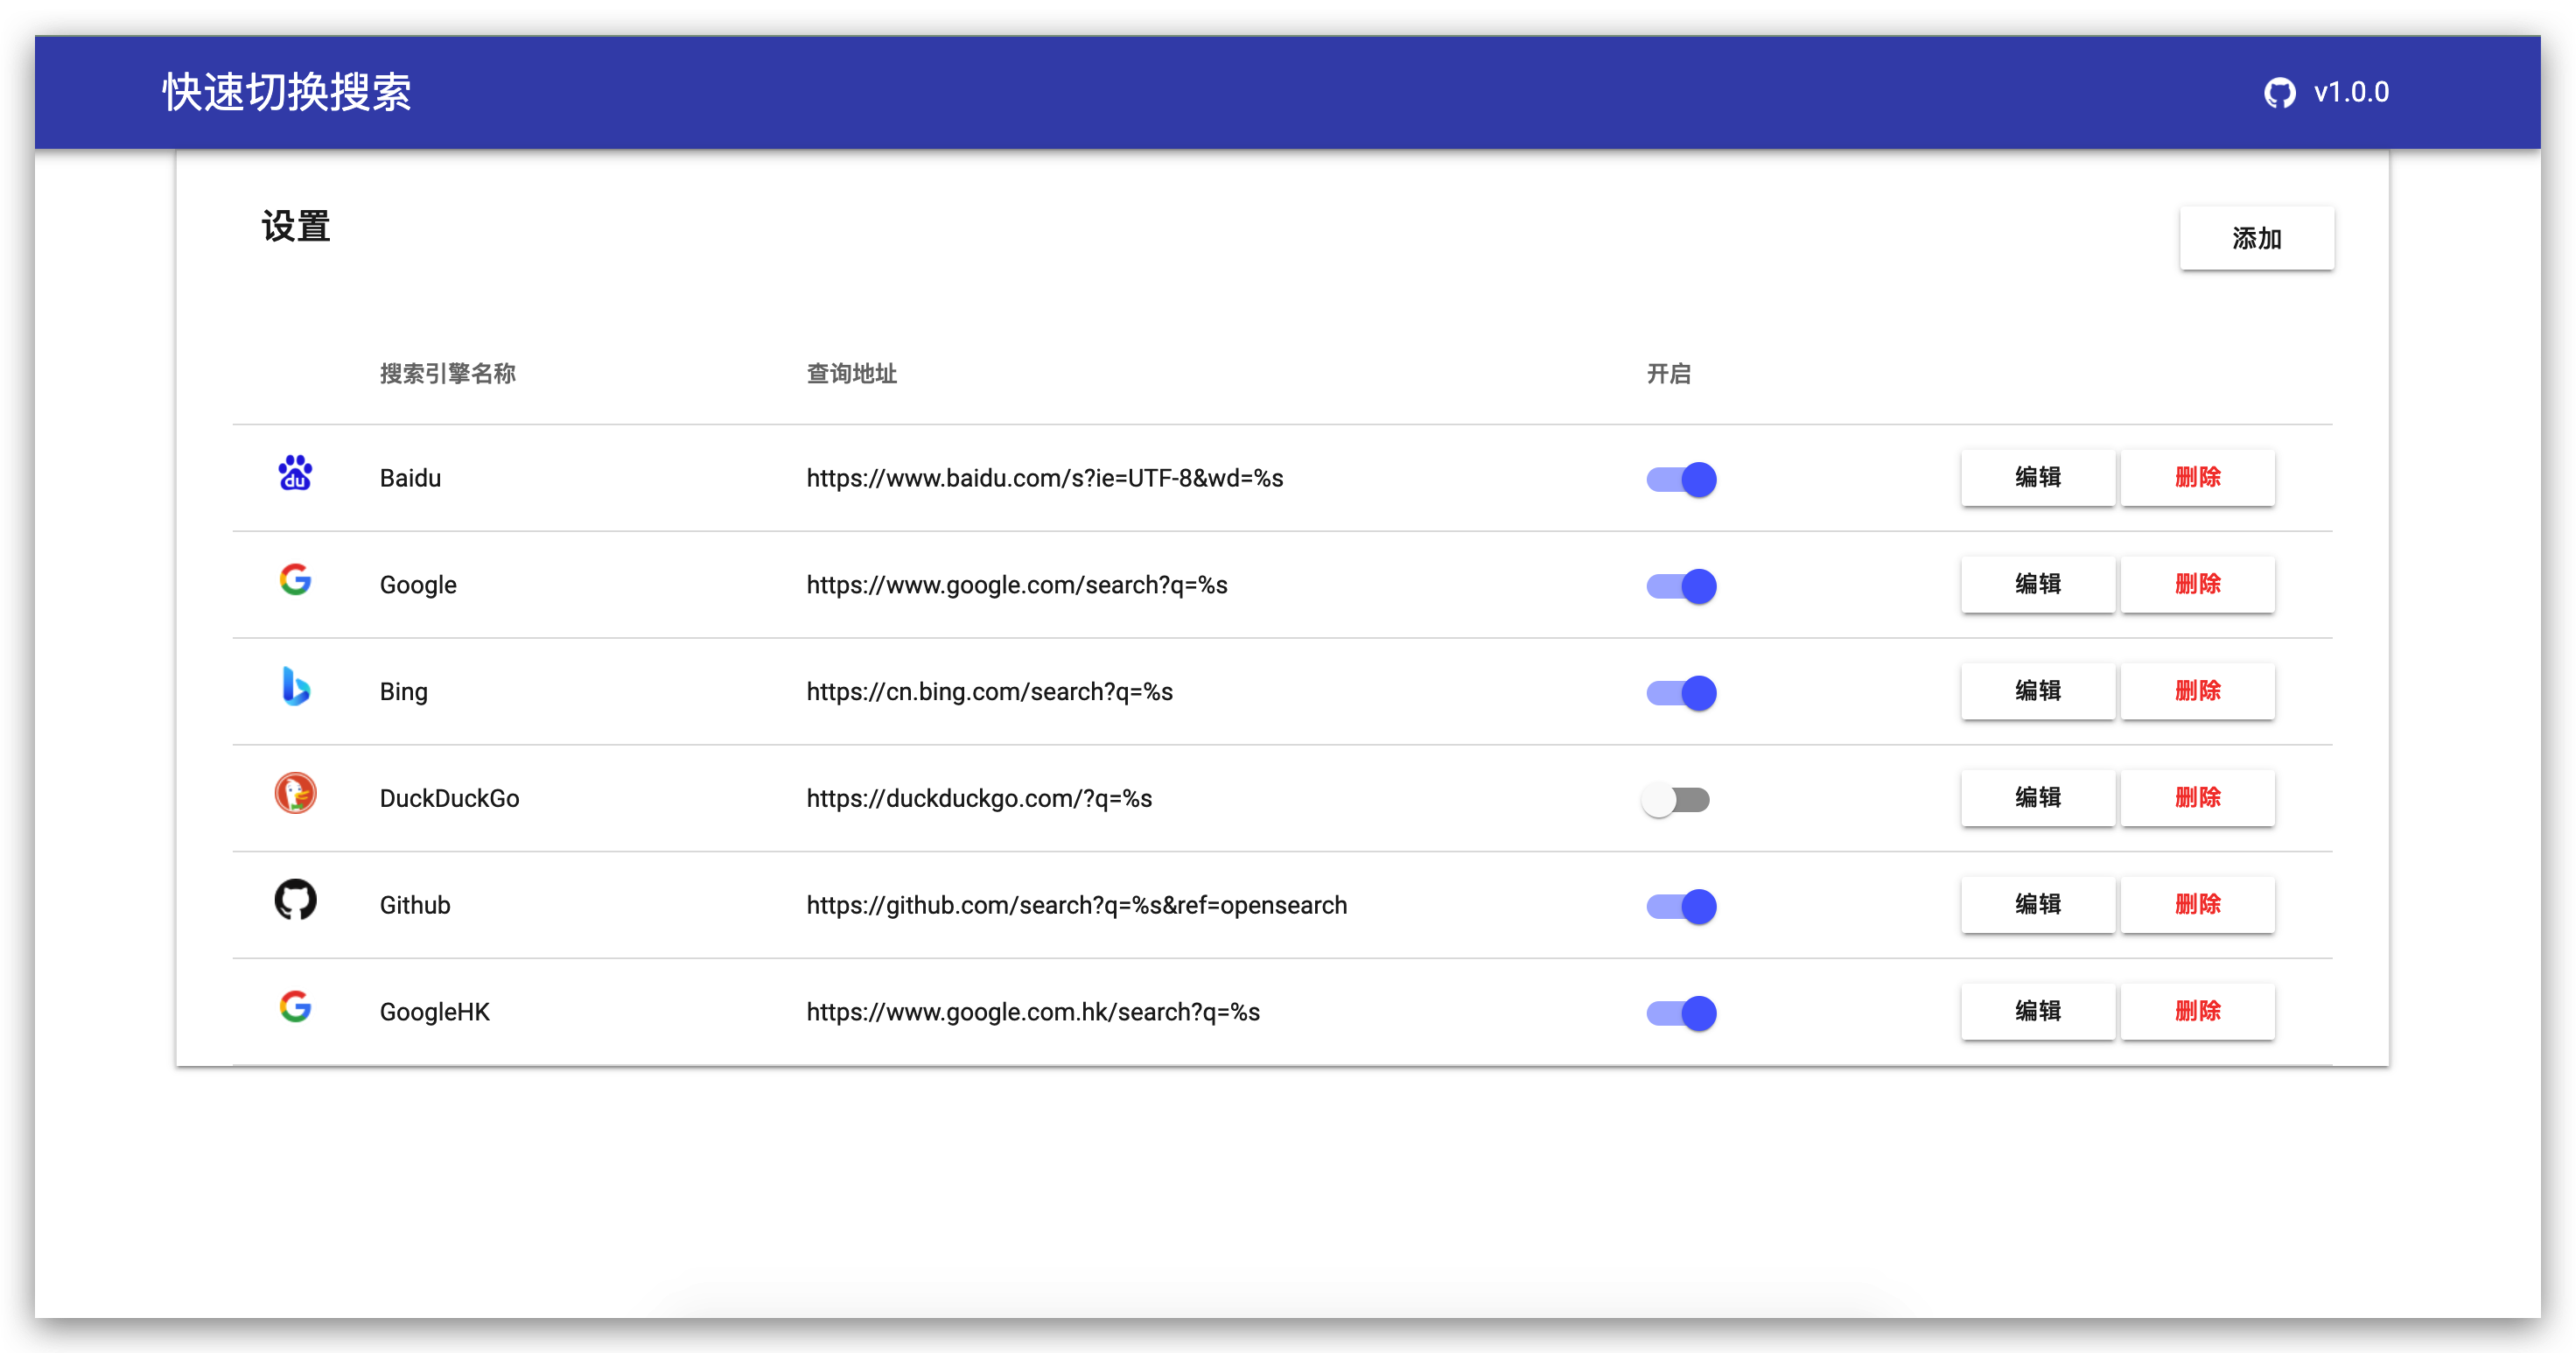 快速切换搜索 v1.0.0
设置 添加
搜索引擎名称 查询地址 开启
du Baidu https://www.baidu.com/s?ie=UTF-8&wd=%s 编辑 删除
Google https://www.google.com/search?q=%s 编辑 删除
Bing https://cn.bing.com/search?q=%s 编辑 删除
DuckDuckGo https://duckduckgo.com/?q=%s 编辑 删除
Github https://github.com/search?q=%s&ref=opensearch 编辑 删除
GoogleHK https://www.google.com.hk/search?q=%s 编辑 删除